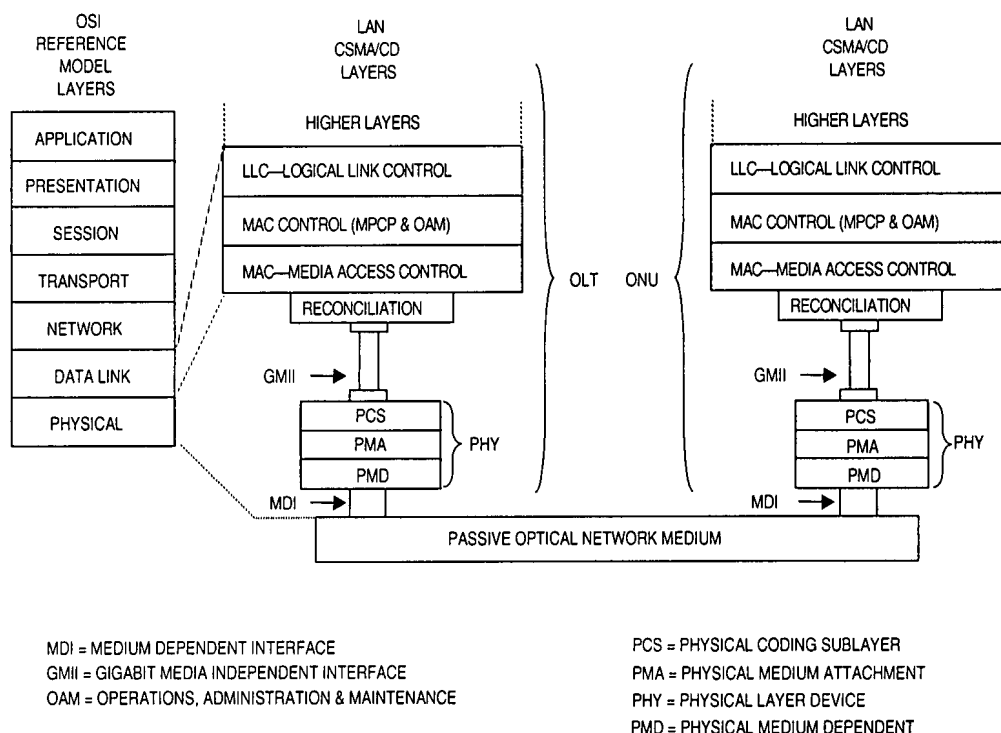 OSI
REFERENCE
MODEL
LAYERS
APPLICATION
PRESENTATION
SESSION
TRANSPORT
NETWORK
DATA LINK
PHYSICAL
LAN
CSMA/CD
LAYERS
HIGHER LAYERS
LLC—LOGICAL LINK CONTROL
MAC CONTROL (MPCP & OAM)
MAC—MEDIA ACCESS CONTROL
RECONCILIATION
GMII
PCS
PMA
PMD
PHY
MDI
OLT
ONU
LAN
CSMA/CD
LAYERS
HIGHER LAYERS
LLC—LOGICAL LINK CONTROL
MAC CONTROL (MPCP & OAM)
MAC—MEDIA ACCESS CONTROL
RECONCILIATION
GMII
PCS
PMA
PMD
PHY
MDI
PASSIVE OPTICAL NETWORK MEDIUM
MDI = MEDIUM DEPENDENT INTERFACE
GMII = GIGABIT MEDIA INDEPENDENT INTERFACE
OAM = OPERATIONS, ADMINISTRATION & MAINTENANCE
PCS = PHYSICAL CODING SUBLAYER
PMA = PHYSICAL MEDIUM ATTACHMENT
PHY = PHYSICAL LAYER DEVICE
PMD = PHYSICAL MEDIUM DEPENDENT